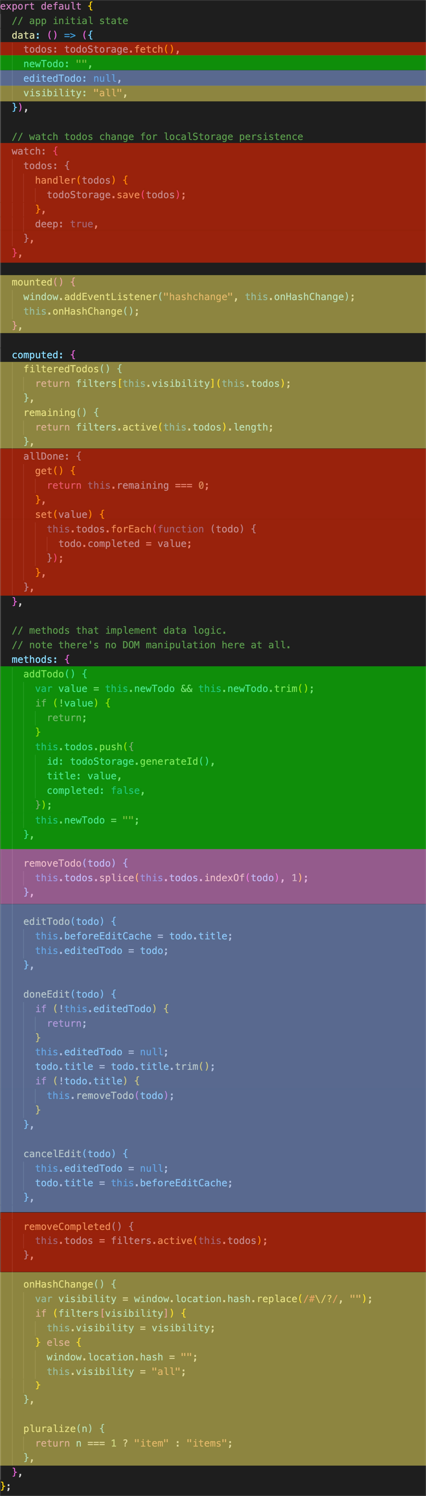 export default {
  // app initial state
  data: () => ({
    todos: todoStorage.fetch(),
    newTodo: "",
    editedTodo: null,
    visibility: "all",
  }),

  // watch todos change for localStorage persistence
  watch: {
    todos: {
      handler(todos) {
        todoStorage.save(todos);
      },
      deep: true,
    },
  },

  mounted() {
    window.addEventListener("hashchange", this.onHashChange);
    this.onHashChange();
  },

  computed: {
    filteredTodos() {
      return filters[this.visibility](this.todos);
    },
    remaining() {
      return filters.active(this.todos).length;
    },
    allDone: {
      get() {
        return this.remaining === 0;
      },
      set(value) {
        this.todos.forEach(function (todo) {
          todo.completed = value;
        });
      },
    },
  },

  // methods that implement data logic.
  // note there's no DOM manipulation here at all.
  methods: {
    addTodo() {
      var value = this.newTodo && this.newTodo.trim();
      if (!value) {
        return;
      }
      this.todos.push({
        id: todoStorage.generateId(),
        title: value,
        completed: false,
      });
      this.newTodo = "";
    },

    removeTodo(todo) {
      this.todos.splice(this.todos.indexOf(todo), 1);
    },

    editTodo(todo) {
      this.beforeEditCache = todo.title;
      this.editedTodo = todo;
    },

    doneEdit(todo) {
      if (!this.editedTodo) {
        return;
      }
      this.editedTodo = null;
      todo.title = todo.title.trim();
      if (!todo.title) {
        this.removeTodo(todo);
      }
    },

    cancelEdit(todo) {
      this.editedTodo = null;
      todo.title = this.beforeEditCache;
    },

    removeCompleted() {
      this.todos = filters.active(this.todos);
    },

    onHashChange() {
      var visibility = window.location.hash.replace(/#\/?/, "");
      if (filters[visibility]) {
        this.visibility = visibility;
      } else {
        window.location.hash = "";
        this.visibility = "all";
      }
    },

    pluralize(n) {
      return n === 1 ? "item" : "items";
    },
  },
};